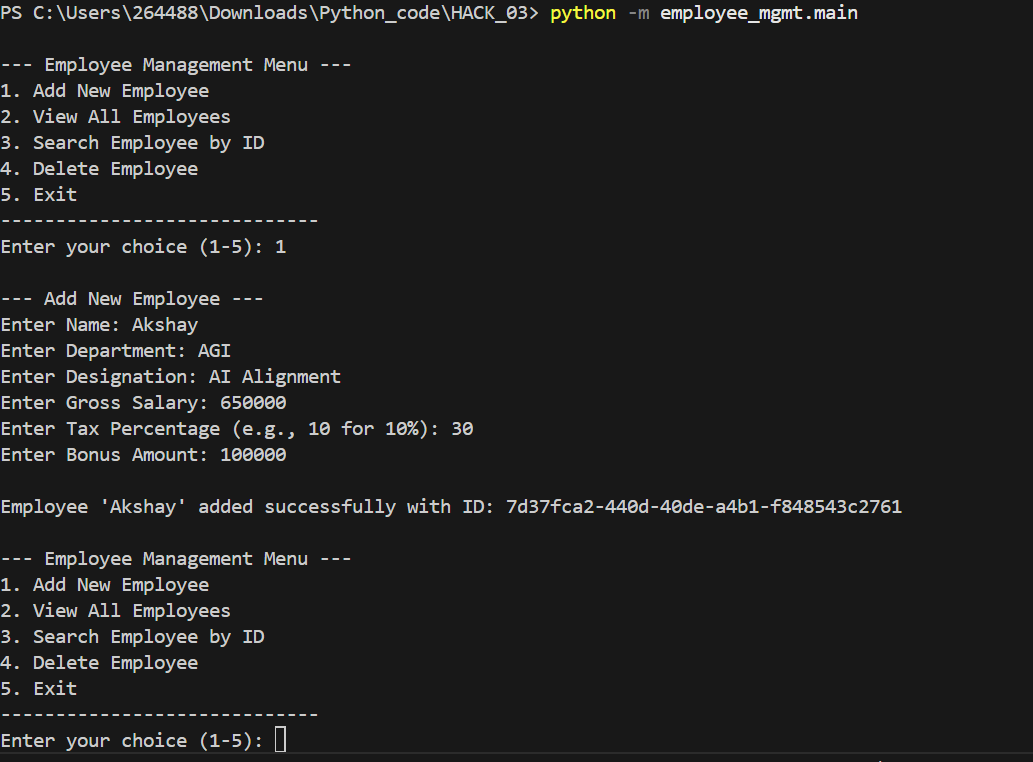 PS C:\Users\264488\Downloads\Python_code\HACK_03> python -m employee_mgmt.main
--- Employee Management Menu ---
1. Add New Employee
2. View All Employees
3. Search Employee by ID
4. Delete Employee
5. Exit
-----------------------------
Enter your choice (1-5): 1
--- Add New Employee ---
Enter Name: Akshay
Enter Department: AGI
Enter Designation: AI Alignment
Enter Gross Salary: 650000
Enter Tax Percentage (e.g., 10 for 10%): 30
Enter Bonus Amount: 100000
Employee 'Akshay' added successfully with ID: 7d37fca2-440d-40de-a4b1-f848543c2761
--- Employee Management Menu ---
1. Add New Employee
2. View All Employees
3. Search Employee by ID
4. Delete Employee
5. Exit
-----------------------------
Enter your choice (1-5):